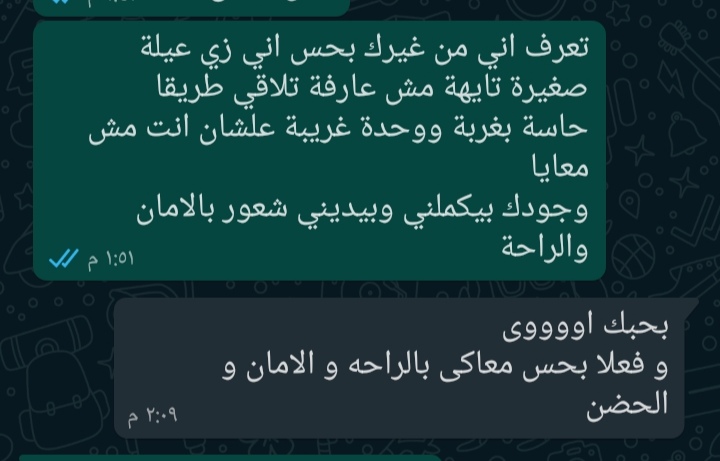 تعرف اني من غيرك بحس اني زي عيلة
صغيرة تايهة مش عارفة تلاقي طريقا
حاسة بغربة ووحدة غريبة علشان انت مش
معايا
وجودك بيكملني وبيديني شعور بالامان
والراحة
١:٥١ م
بحبك اووووى
و فعلا بحس معاكى بالراحه و الامان و
الحضن
٢:٠٩ م